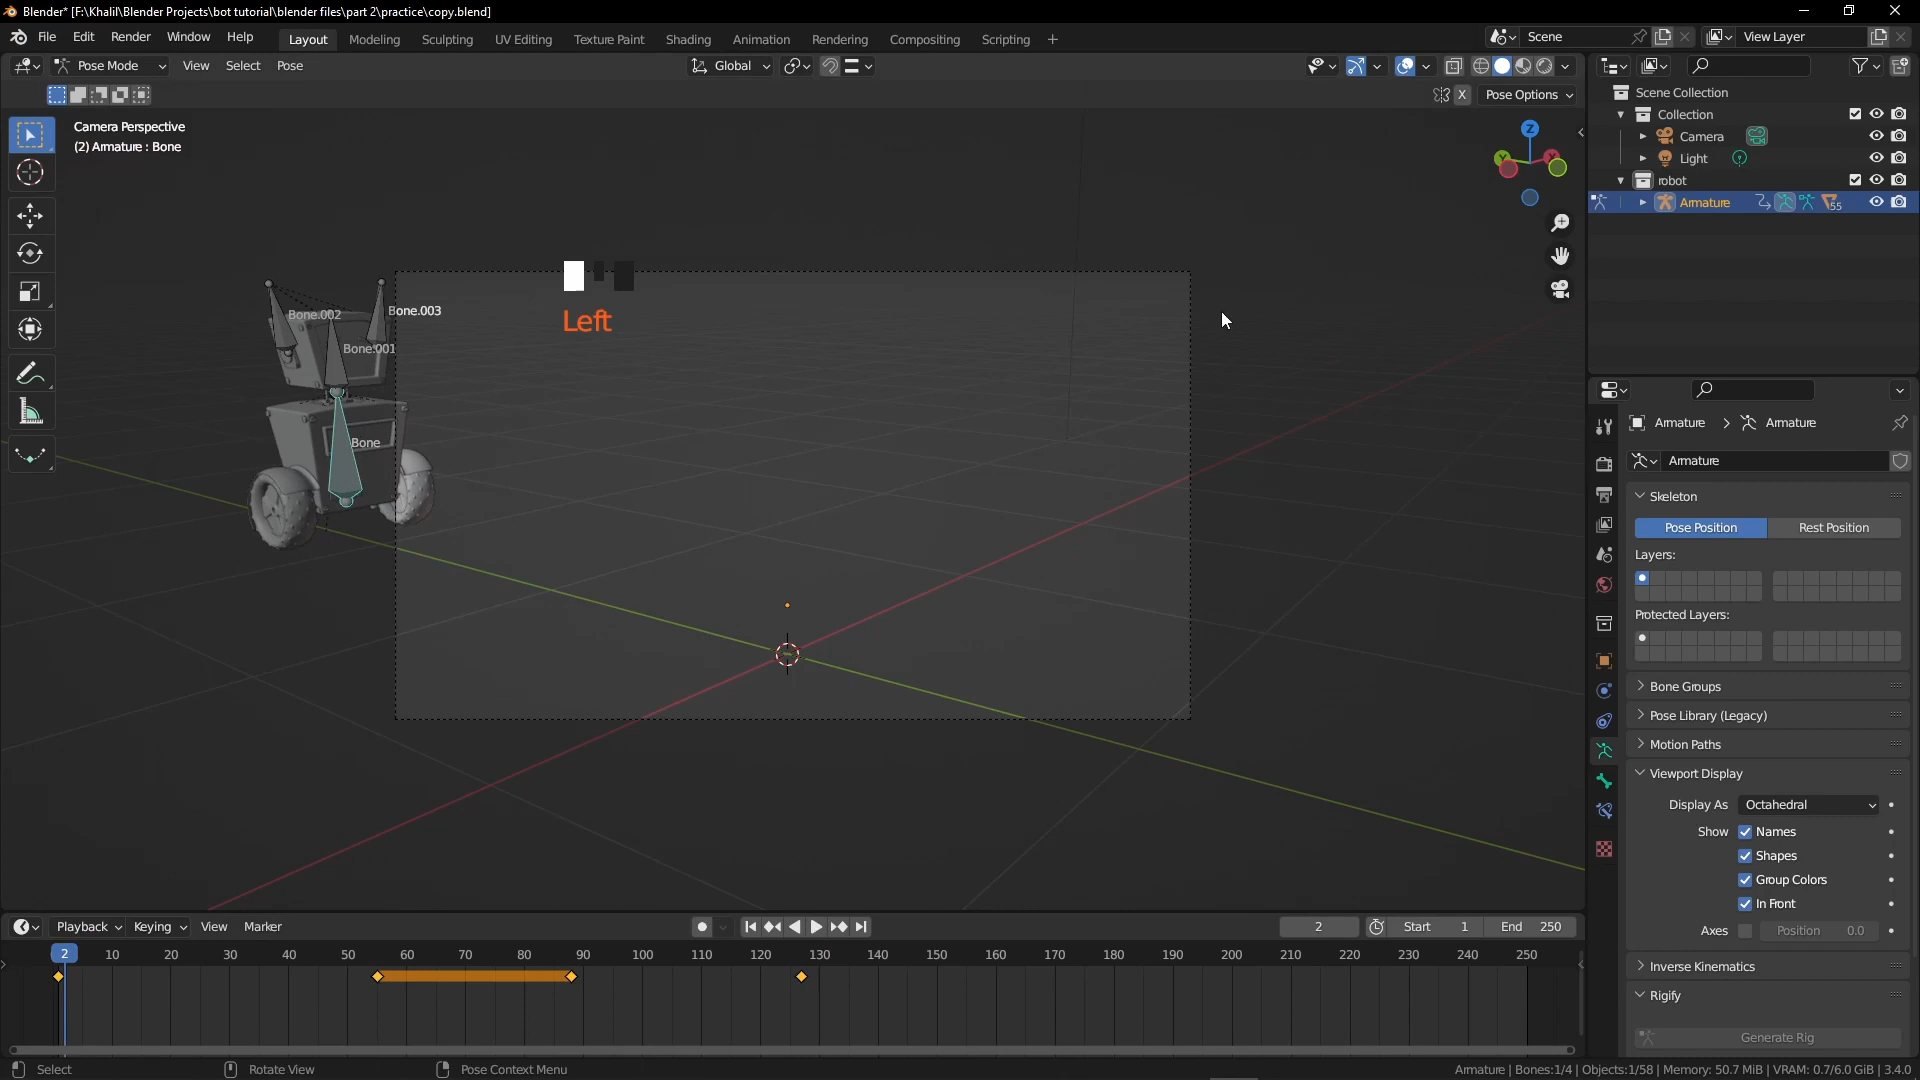 Blender* [F:\Khalil\Blender Projects\bot tutorial\blender files\part 2\practice\copy.blend]
File Edit Render Window Help Layout Modeling Sculpting UV Editing Texture Paint Shading Animation Rendering Compositing Scripting + Scene View Layer
Pose Mode View Select Pose Global
X Pose Options
Camera Perspective
(2) Armature : Bone
Z
Y
X
Bone.002
Bone.003
Bone.001
Bone
Left
Scene Collection
Collection
Camera
Light
robot
Armature 55
Armature > Armature
Armature
Skeleton
Pose Position Rest Position
Layers:
Protected Layers:
Bone Groups
Pose Library (Legacy)
Motion Paths
Viewport Display
Display As Octahedral
Show Names
Shapes
Group Colors
In Front
Axes Position 0.0
Inverse Kinematics
Rigify
Generate Rig
Playback Keying View Marker 2 Start 1 End 250
2 10 20 30 40 50 60 70 80 90 100 110 120 130 140 150 160 170 180 190 200 210 220 230 240 250
Select Rotate View Pose Context Menu Armature | Bones:1/4 | Objects:1/58 | Memory: 50.7 MiB | VRAM: 0.7/6.0 GiB | 3.4.0